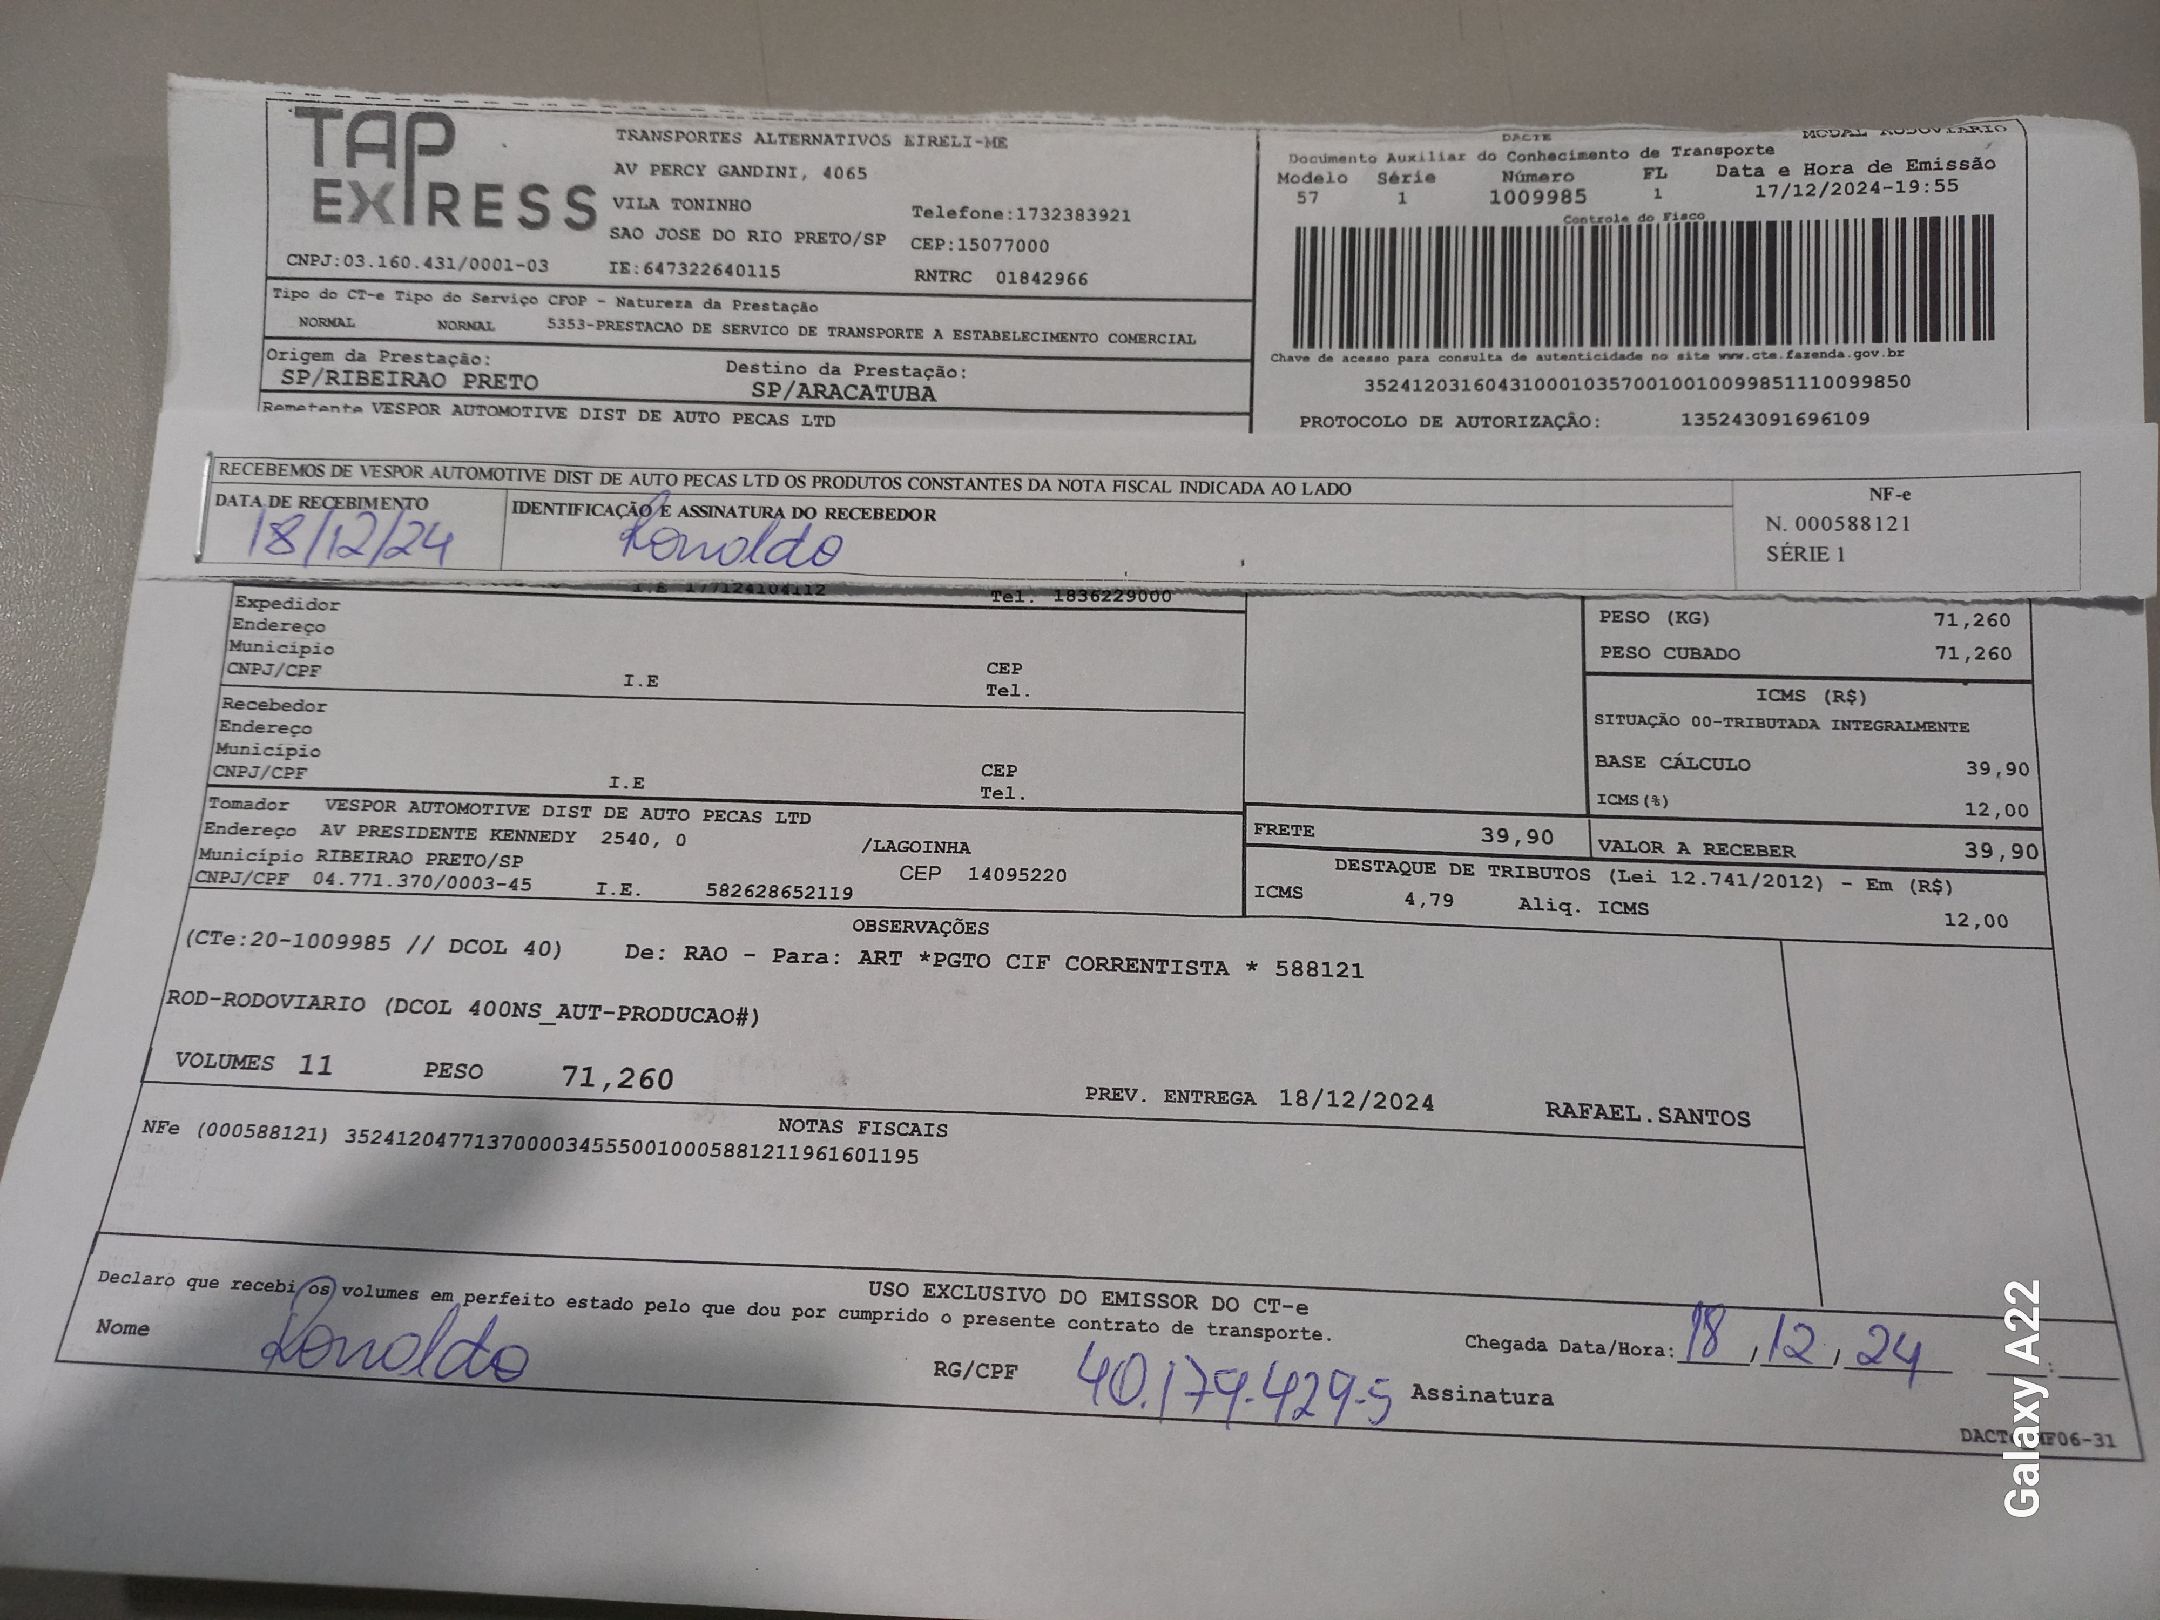 TAP EXPRESS
TRANSPORTES ALTERNATIVOS EIRELI-ME
AV PERCY GANDINI, 4065
VILA TONINHO Telefone:1732383921
SAO JOSE DO RIO PRETO/SP CEP:15077000
CNPJ:03.160.431/0001-03 IE:647322640115 RNTRC 01842966
Tipo do CT-e Tipo do Serviço CFOP - Natureza da Prestação
NORMAL NORMAL 5353-PRESTACAO DE SERVICO DE TRANSPORTE A ESTABELECIMENTO COMERCIAL
Origem da Prestação: Destino da Prestação:
SP/RIBEIRAO PRETO SP/ARACATUBA
Remetente VESPOR AUTOMOTIVE DIST DE AUTO PECAS LTD
DACTE MODAL RODOVIARIO
Documento Auxiliar do Conhecimento de Transporte
Modelo Série Número FL Data e Hora de Emissão
57 1 1009985 1 17/12/2024-19:55
Controle do Fisco
Chave de acesso para consulta de autenticidade no site www.cte.fazenda.gov.br
35241203160431000103570010010099851110099850
PROTOCOLO DE AUTORIZAÇÃO: 135243091696109
RECEBEMOS DE VESPOR AUTOMOTIVE DIST DE AUTO PECAS LTD OS PRODUTOS CONSTANTES DA NOTA FISCAL INDICADA AO LADO
DATA DE RECEBIMENTO IDENTIFICAÇÃO E ASSINATURA DO RECEBEDOR
18/12/24 Ronaldo
NF-e
N. 000588121
SÉRIE 1
I.E 177124104112 Tel. 1836229000
Expedidor
Endereço
Município
CNPJ/CPF I.E CEP
Tel.
Recebedor
Endereço
Município
CNPJ/CPF I.E CEP
Tel.
Tomador VESPOR AUTOMOTIVE DIST DE AUTO PECAS LTD
Endereço AV PRESIDENTE KENNEDY 2540, 0 /LAGOINHA
Município RIBEIRAO PRETO/SP CEP 14095220
CNPJ/CPF 04.771.370/0003-45 I.E. 582628652119
PESO (KG) 71,260
PESO CUBADO 71,260
ICMS (R$)
SITUAÇÃO 00-TRIBUTADA INTEGRALMENTE
BASE CÁLCULO 39,90
ICMS(%) 12,00
FRETE 39,90 VALOR A RECEBER 39,90
DESTAQUE DE TRIBUTOS (Lei 12.741/2012) - Em (R$)
ICMS 4,79 Aliq. ICMS 12,00
OBSERVAÇÕES
(CTe:20-1009985 // DCOL 40) De: RAO - Para: ART *PGTO CIF CORRENTISTA * 588121
ROD-RODOVIARIO (DCOL 400NS_AUT-PRODUCAO#)
VOLUMES 11 PESO 71,260 PREV. ENTREGA 18/12/2024 RAFAEL.SANTOS
NOTAS FISCAIS
NFe (000588121) 35241204771370000345550010005881211961601195
USO EXCLUSIVO DO EMISSOR DO CT-e
Declaro que recebi os volumes em perfeito estado pelo que dou por cumprido o presente contrato de transporte.
Nome Ronaldo RG/CPF 40.179.429-5 Assinatura
Chegada Data/Hora: 18,12,24 :
Galaxy A22